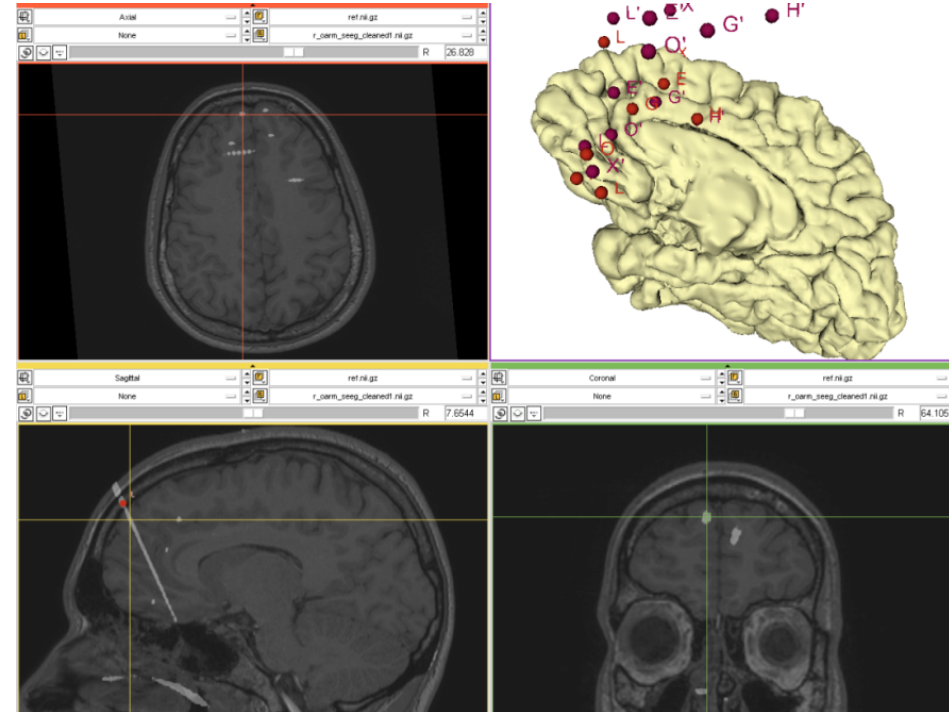 Axial
ref.nii.gz
None
r_oarm_seeg_cleaned1.nii.gz
R
26.828
L'
E'
X
G'
H'
L
O'
E
E'
G'
H'
O'
X'
L
Sagittal
ref.nii.gz
None
r_oarm_seeg_cleaned1.nii.gz
R
7.6544
Coronal
ref.nii.gz
None
r_oarm_seeg_cleaned1.nii.gz
R
64.105